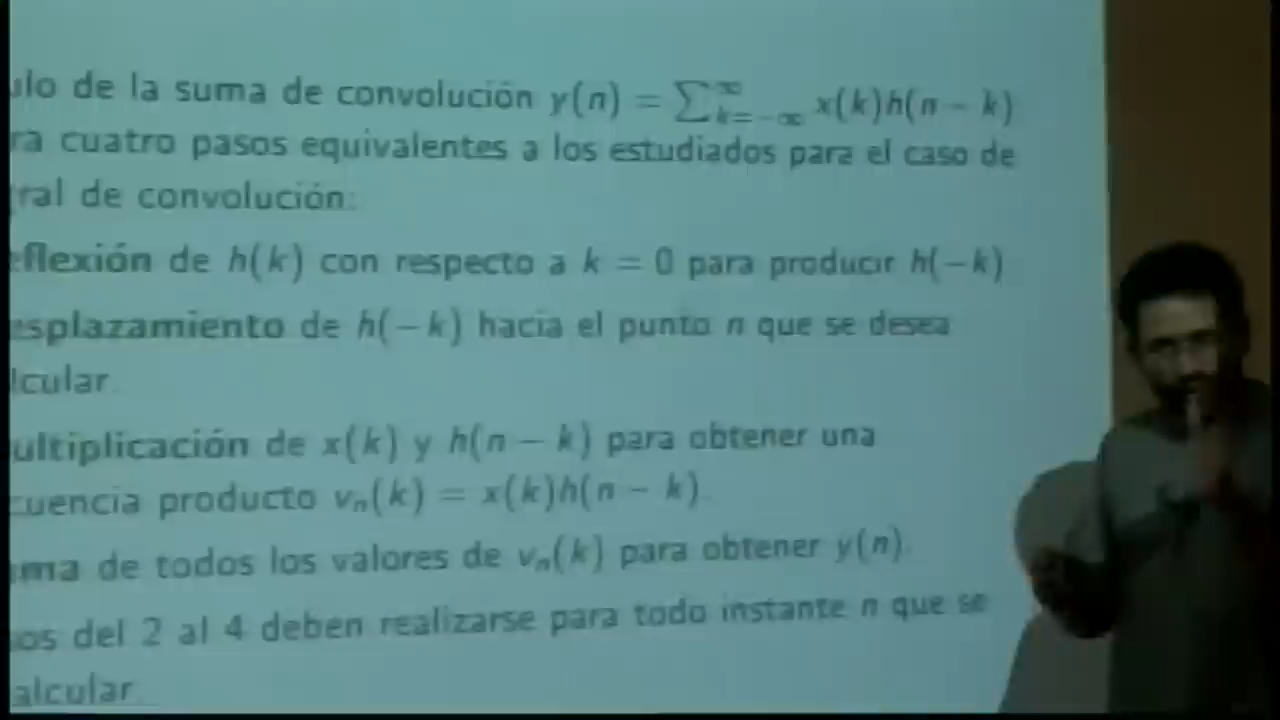 ulo de la suma de convolución y(n) = ∑_{k=-∞}^{∞} x(k)h(n − k)
ra cuatro pasos equivalentes a los estudiados para el caso de
ral de convolución:
eflexión de h(k) con respecto a k = 0 para producir h(−k)
esplazamiento de h(−k) hacia el punto n que se desea
lcular.
ultiplicación de x(k) y h(n − k) para obtener una
cuencia producto vₙ(k) = x(k)h(n − k).
ma de todos los valores de vₙ(k) para obtener y(n).
os del 2 al 4 deben realizarse para todo instante n que se
alcular.